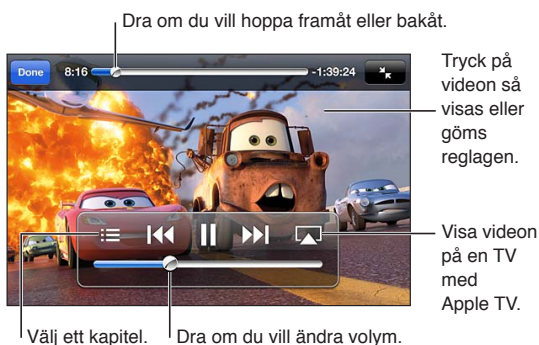 Dra om du vill hoppa framåt eller bakåt.
Done 8:16 -1:39:24
Tryck på
videon så
visas eller
göms
reglagen.
Visa videon
på en TV
med
Apple TV.
Välj ett kapitel.
Dra om du vill ändra volym.